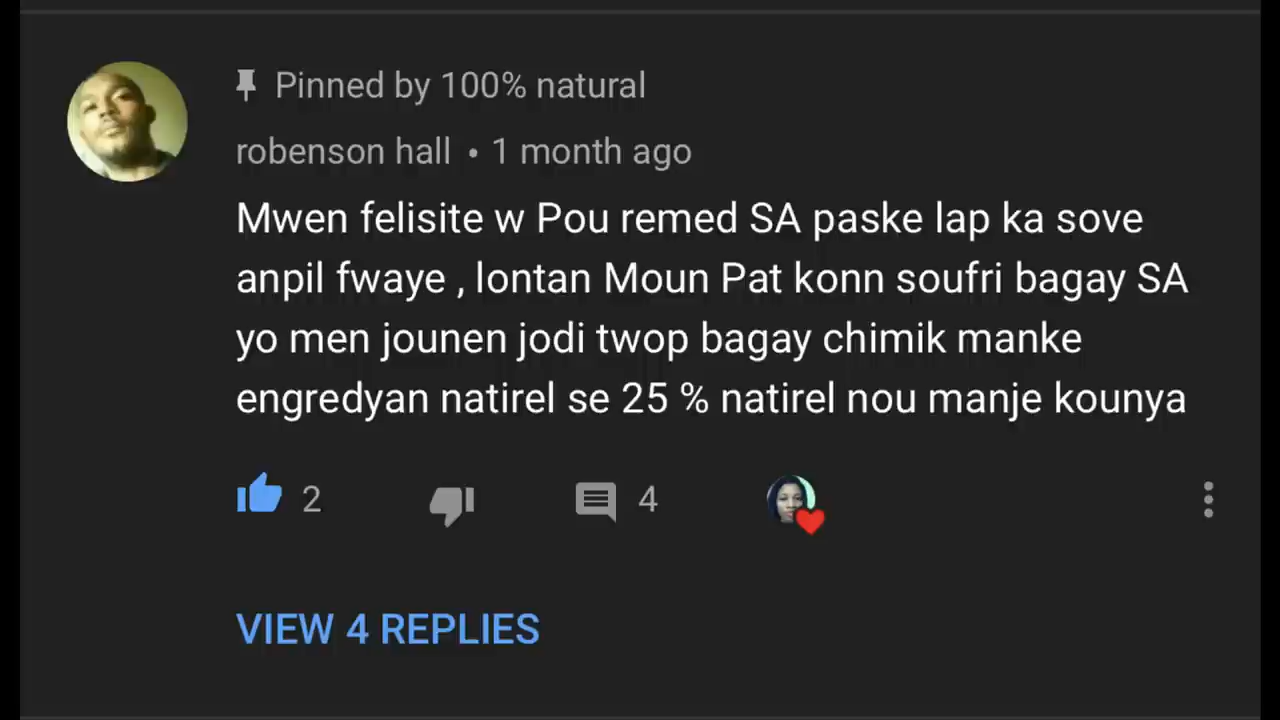 Pinned by 100% natural
robenson hall • 1 month ago
Mwen felisite w Pou remed SA paske lap ka sove
anpil fwaye , lontan Moun Pat konn soufri bagay SA
yo men jounen jodi twop bagay chimik manke
engredyan natirel se 25 % natirel nou manje kounya
2 4
VIEW 4 REPLIES